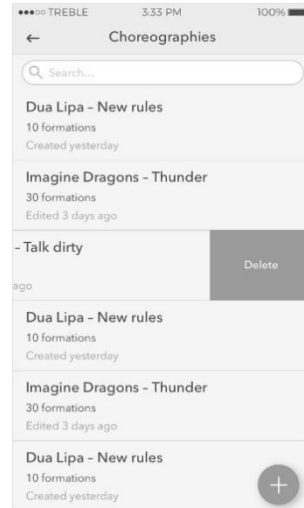 TREBLE 3:33 PM 100%
Choreographies
Search...
Dua Lipa – New rules
10 formations
Created yesterday
Imagine Dragons – Thunder
30 formations
Edited 3 days ago
– Talk dirty
Delete
ago
Dua Lipa – New rules
10 formations
Created yesterday
Imagine Dragons – Thunder
30 formations
Edited 3 days ago
Dua Lipa – New rules
10 formations
Created yesterday